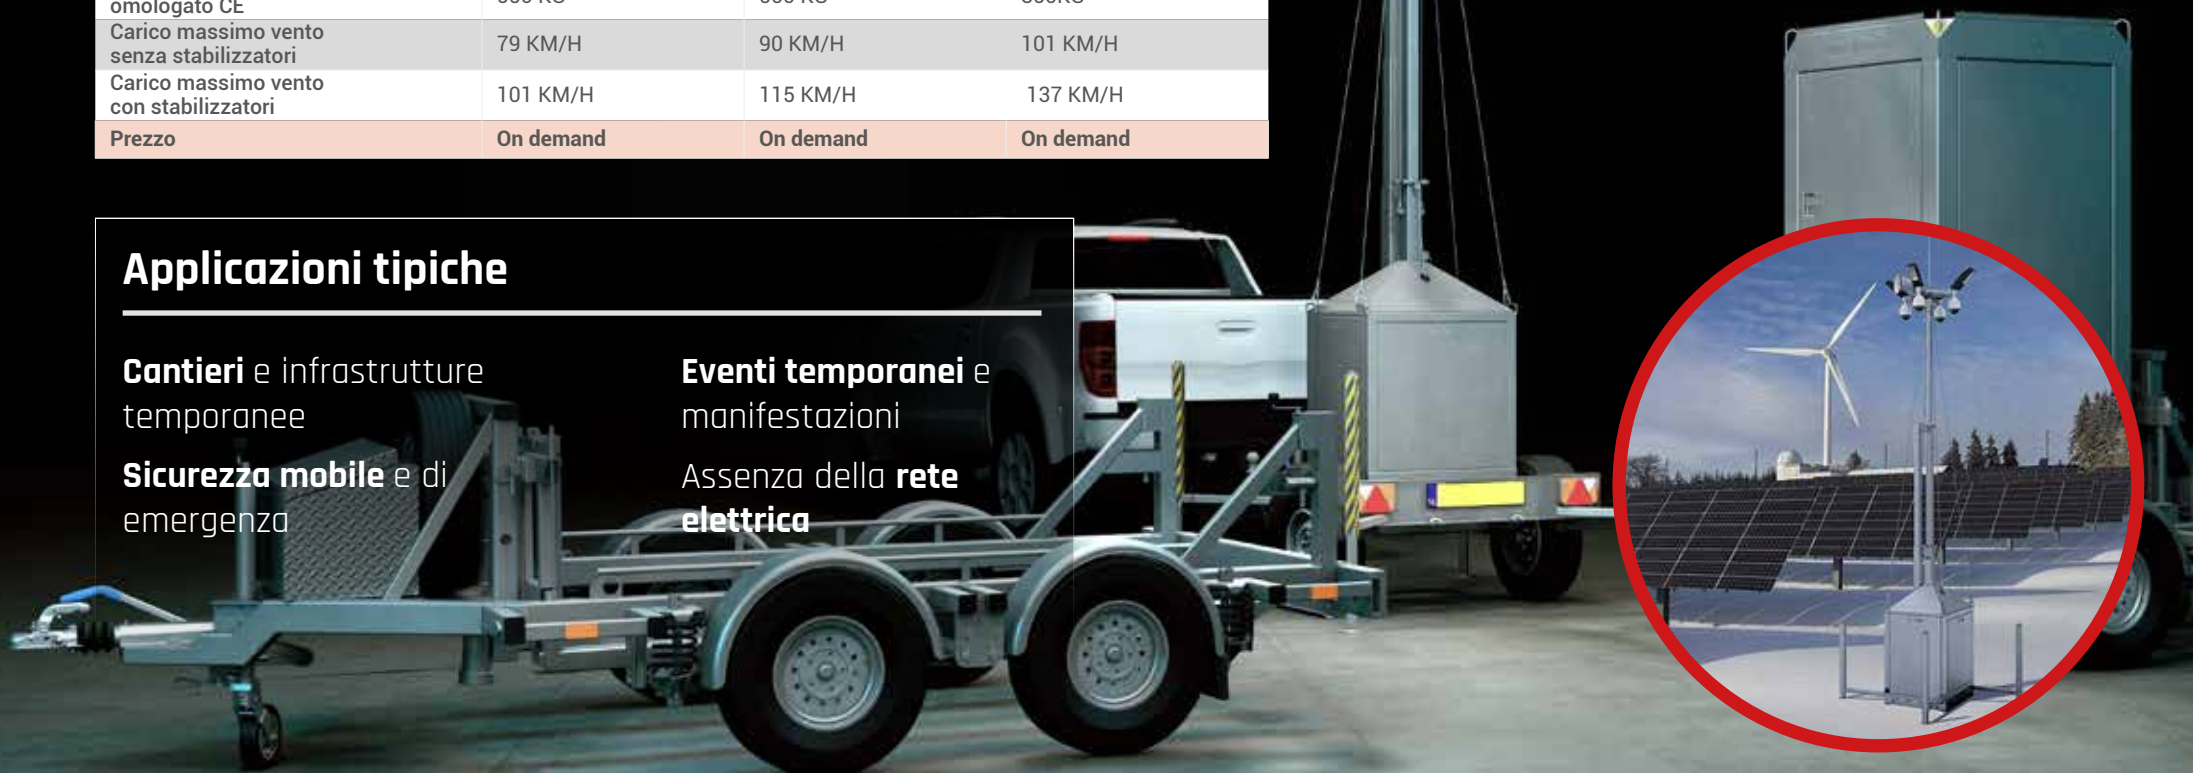 omologato CE
Carico massimo vento
senza stabilizzatori
79 KM/H
90 KM/H
101 KM/H
Carico massimo vento
con stabilizzatori
101 KM/H
115 KM/H
137 KM/H
Prezzo
On demand
On demand
On demand
Applicazioni tipiche
Cantieri e infrastrutture
temporanee
Sicurezza mobile e di
emergenza
Eventi temporanei e
manifestazioni
Assenza della rete
elettrica